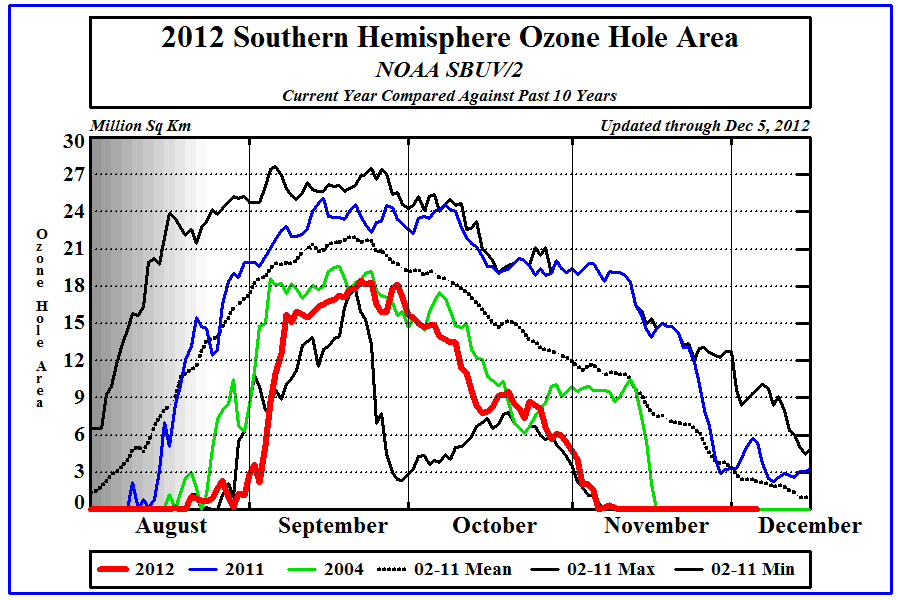 2012 Southern Hemisphere Ozone Hole Area
NOAA SBUV/2
Current Year Compared Against Past 10 Years
Million Sq Km
Updated through Dec 5, 2012
30
27
24
21
18
15
12
9
6
3
0
Ozone Hole Area
August
September
October
November
December
2012
2011
2004
02-11 Mean
02-11 Max
02-11 Min